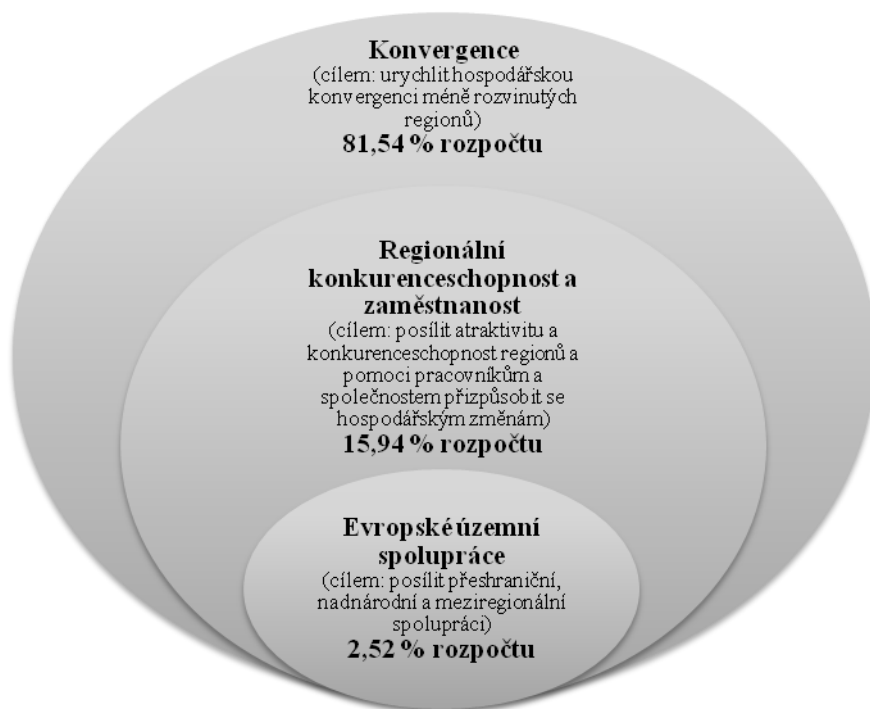 Konvergence
(cílem: urychlit hospodářskou
konvergenci méně rozvinutých
regionů)
81,54 % rozpočtu
Regionální
konkurenceschopnost a
zaměstnanost
(cílem: posílit atraktivitu a
konkurenceschopnost regionů a
pomoci pracovníkům a
společnostem přizpůsobit se
hospodářským změnám)
15,94 % rozpočtu
Evropské územní
spolupráce
(cílem: posílit přeshraniční,
nadnárodní a meziregionální
spolupráci)
2,52 % rozpočtu